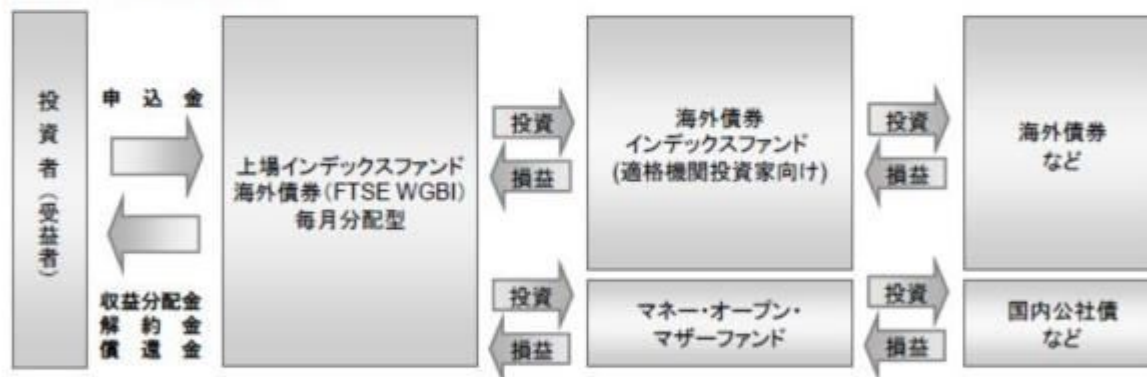 投資者(受益者)
申込金
収益分配金
解約金
償還金
上場インデックスファンド
海外債券(FTSE WGBI)
毎月分配型
投資
損益
投資
損益
海外債券
インデックスファンド
(適格機関投資家向け)
マネー・オープン・
マザーファンド
投資
損益
投資
損益
海外債券
など
国内公社債
など